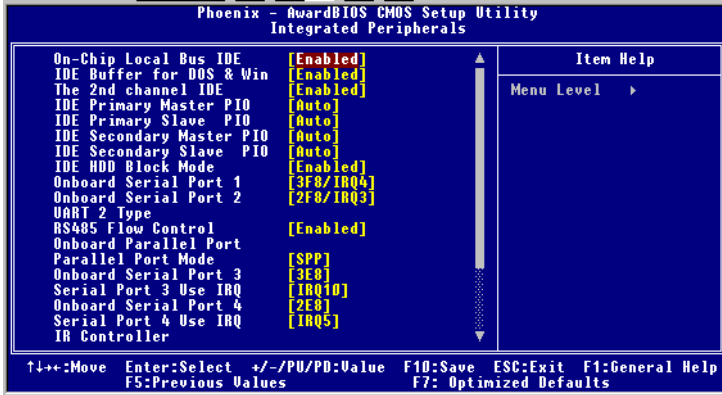 Phoenix - AwardBIOS CMOS Setup Utility
Integrated Peripherals
On-Chip Local Bus IDE [Enabled]
IDE Buffer for DOS & Win [Enabled]
The 2nd channel IDE [Enabled]
IDE Primary Master PIO [Auto]
IDE Primary Slave PIO [Auto]
IDE Secondary Master PIO [Auto]
IDE Secondary Slave PIO [Auto]
IDE HDD Block Mode [Enabled]
Onboard Serial Port 1 [3F8/IRQ4]
Onboard Serial Port 2 [2F8/IRQ3]
UART 2 Type
RS485 Flow Control [Enabled]
Onboard Parallel Port
Parallel Port Mode [SPP]
Onboard Serial Port 3 [3E8]
Serial Port 3 Use IRQ [IRQ10]
Onboard Serial Port 4 [2E8]
Serial Port 4 Use IRQ [IRQ5]
IR Controller
Item Help
Menu Level ▸
↑↓→←:Move Enter:Select +/-/PU/PD:Value F10:Save ESC:Exit F1:General Help
F5:Previous Values F7: Optimized Defaults